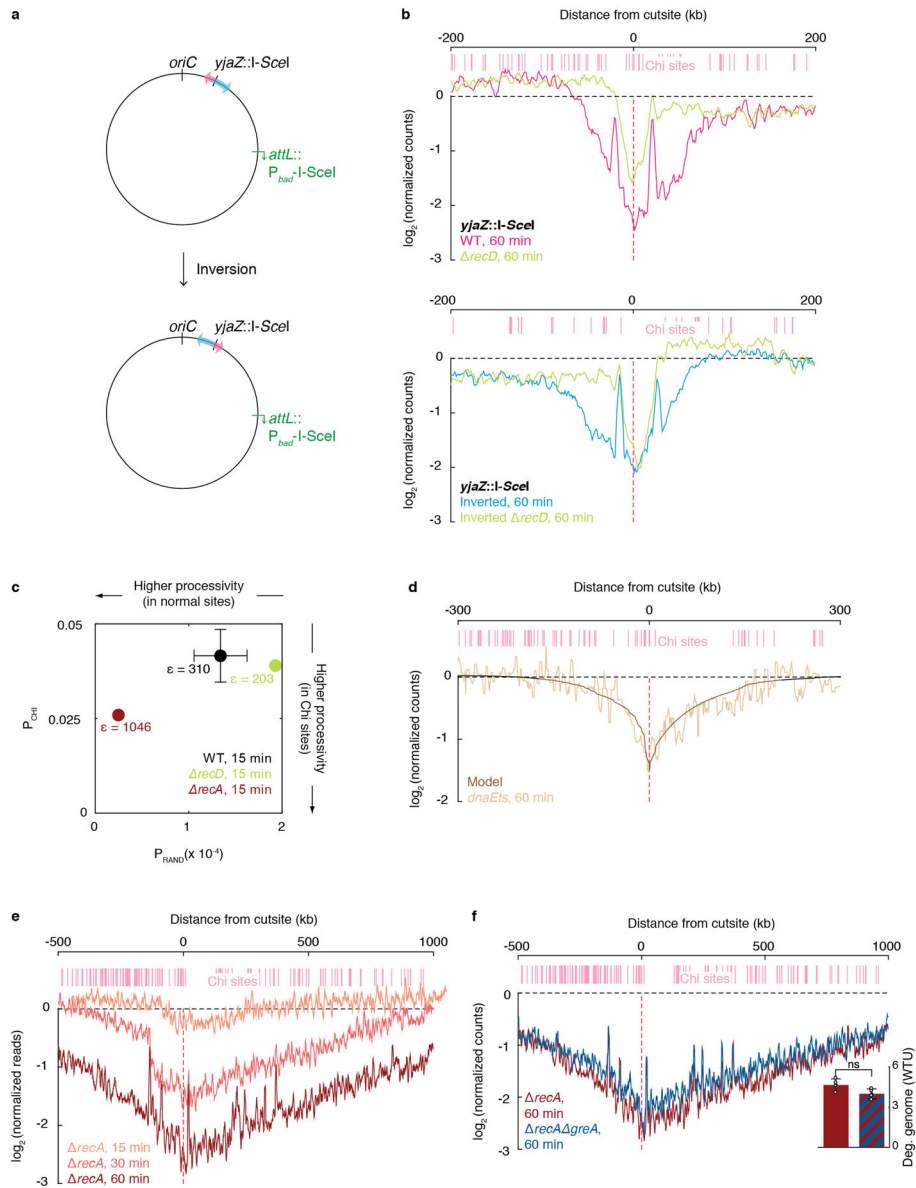 a
oriC yjaZ::I-SceI
attL::
Pbad-I-SceI
Inversion
oriC yjaZ::I-SceI
attL::
Pbad-I-SceI
b
Distance from cutsite (kb)
-200 0 200
Chi sites
0
-1
-2
-3
log2 (normalized counts)
yjaZ::I-SceI
WT, 60 min
ΔrecD, 60 min
-200 0 200
Chi sites
0
-1
-2
-3
log2 (normalized counts)
yjaZ::I-SceI
Inverted, 60 min
Inverted ΔrecD, 60 min
c
Higher processivity
(in normal sites)
0.05
0.025
0
PCHI
ε = 310
ε = 203
ε = 1046
WT, 15 min
ΔrecD, 15 min
ΔrecA, 15 min
0 1 2
PRAND(x 10-4)
Higher processivity
(in Chi sites)
d
Distance from cutsite (kb)
-300 0 300
Chi sites
0
-1
-2
log2 (normalized counts)
Model
dnaEts, 60 min
e
Distance from cutsite (kb)
-500 0 500 1000
Chi sites
0
-1
-2
-3
log2 (normalized reads)
ΔrecA, 15 min
ΔrecA, 30 min
ΔrecA, 60 min
f
Distance from cutsite (kb)
-500 0 500 1000
Chi sites
0
-1
-2
-3
log2 (normalized counts)
ΔrecA,
60 min
ΔrecAΔgreA,
60 min
ns
6
3
0
Deg. genome (WTU)